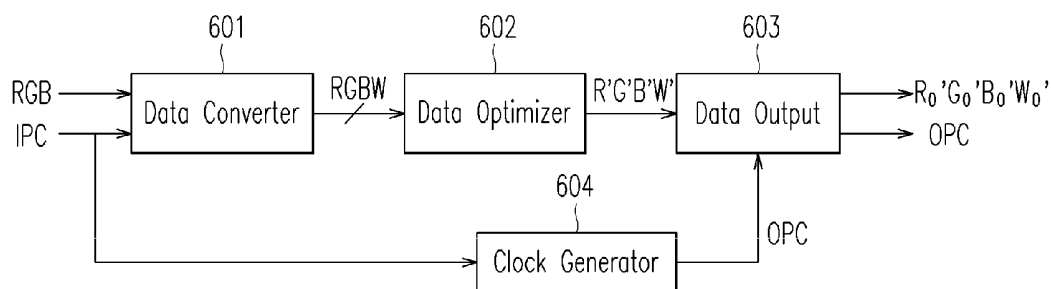 601
602
603
RGB
IPC
Data Converter
RGBW
Data Optimizer
R'G'B'W'
Data Output
R₀'G₀'B₀'W₀'
OPC
604
Clock Generator
OPC